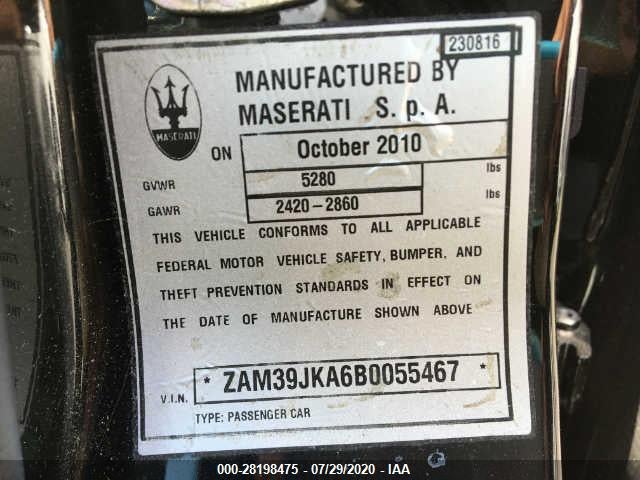 230816
MANUFACTURED BY
MASERATI S. p. A.
MASERATI
ON October 2010
GVWR 5280 lbs
GAWR 2420-2860 lbs
THIS VEHICLE CONFORMS TO ALL APPLICABLE
FEDERAL MOTOR VEHICLE SAFETY, BUMPER, AND
THEFT PREVENTION STANDARDS IN EFFECT ON
THE DATE OF MANUFACTURE SHOWN ABOVE
V.I.N. * ZAM39JKA6B0055467 *
TYPE: PASSENGER CAR
000-28198475 - 07/29/2020 - IAA